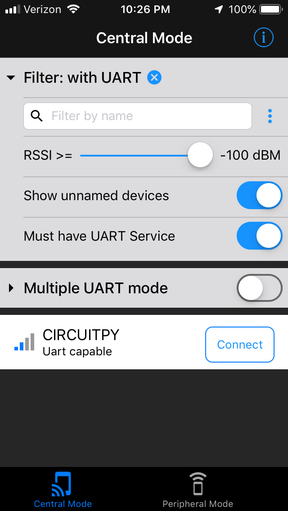 Verizon 10:26 PM 100%
Central Mode
Filter: with UART
Filter by name
RSSI >= -100 dBM
Show unnamed devices
Must have UART Service
Multiple UART mode
CIRCUITPY
Uart capable
Connect
Central Mode Peripheral Mode